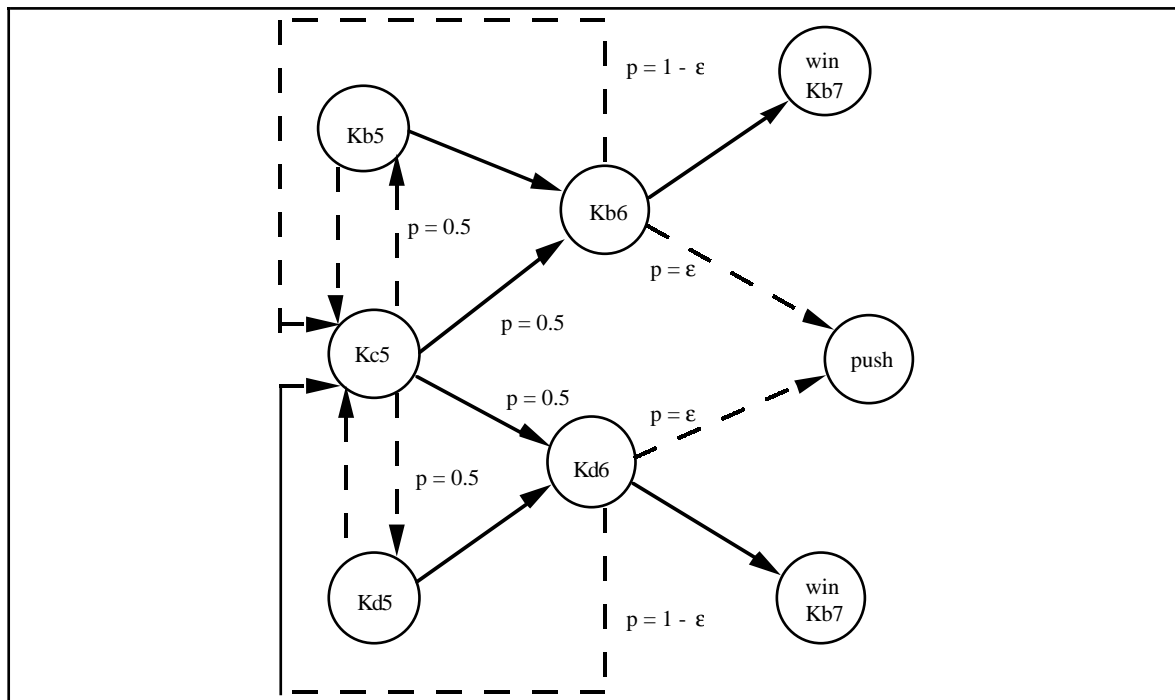 p = 1 - ε
win
Kb7
Kb5
Kb6
p = 0.5
p = ε
p = 0.5
Kc5
push
p = 0.5
p = ε
Kd6
p = 0.5
win
Kb7
Kd5
p = 1 - ε